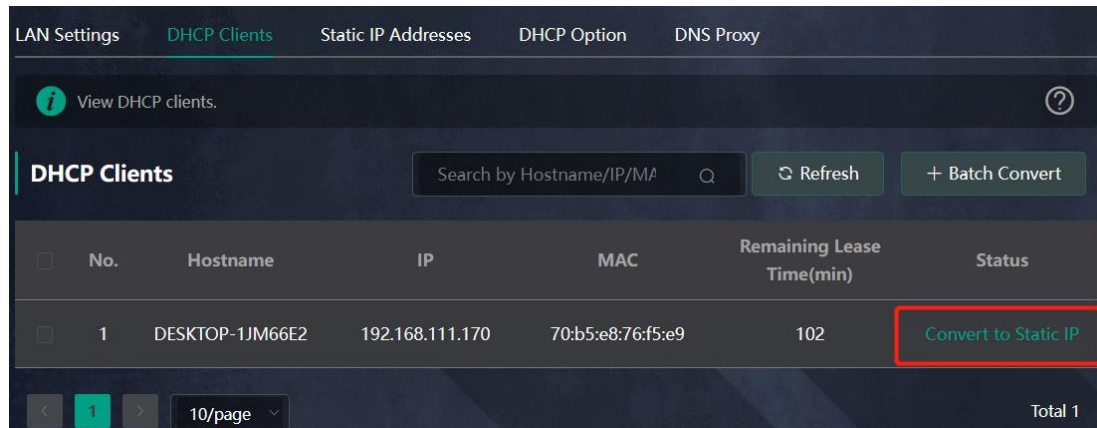 LAN Settings DHCP Clients Static IP Addresses DHCP Option DNS Proxy
i View DHCP clients. ?
DHCP Clients Search by Hostname/IP/MA Refresh + Batch Convert
No. Hostname IP MAC Remaining Lease Time(min) Status
1 DESKTOP-1JM66E2 192.168.111.170 70:b5:e8:76:f5:e9 102 Convert to Static IP
< 1 > 10/page Total 1